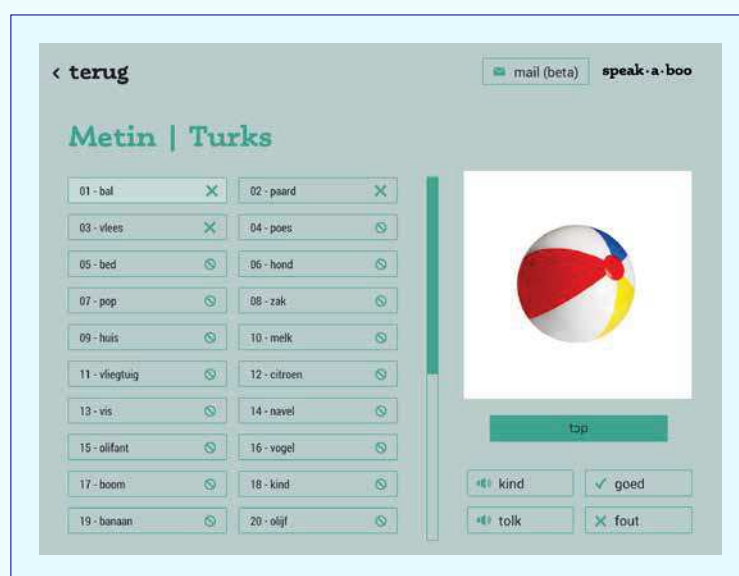 ‹ terug
mail (beta)
speak·a·boo
Metin | Turks
01 - bal
02 - paard
03 - vlees
04 - poes
05 - bed
06 - hond
07 - pop
08 - zak
09 - huis
10 - melk
11 - vliegtuig
12 - citroen
13 - vis
14 - navel
15 - olifant
16 - vogel
17 - boom
18 - kind
19 - banaan
20 - olijf
tɔp
kind
goed
tolk
fout